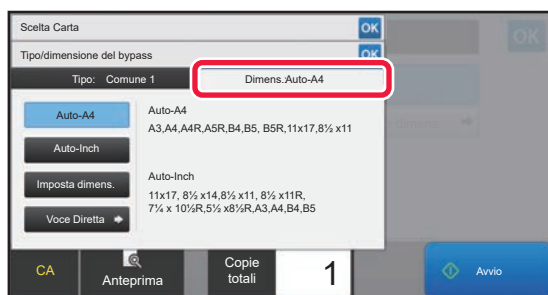 Scelta Carta
OK
Tipo/dimensione del bypass
OK
Tipo: Comune 1
Dimens.Auto-A4
Auto-A4
Auto-A4
A3,A4,A4R,A5R,B4,B5, B5R,11x17,8½ x11
Auto-Inch
Auto-Inch
Imposta dimens.
11x17, 8½ x14,8½ x11, 8½ x11R,
7¼ x 10½R,5½ x8½R,A3,A4,B4,B5
Voce Diretta
OK
CA
Anteprima
Copie
totali
1
Avvio